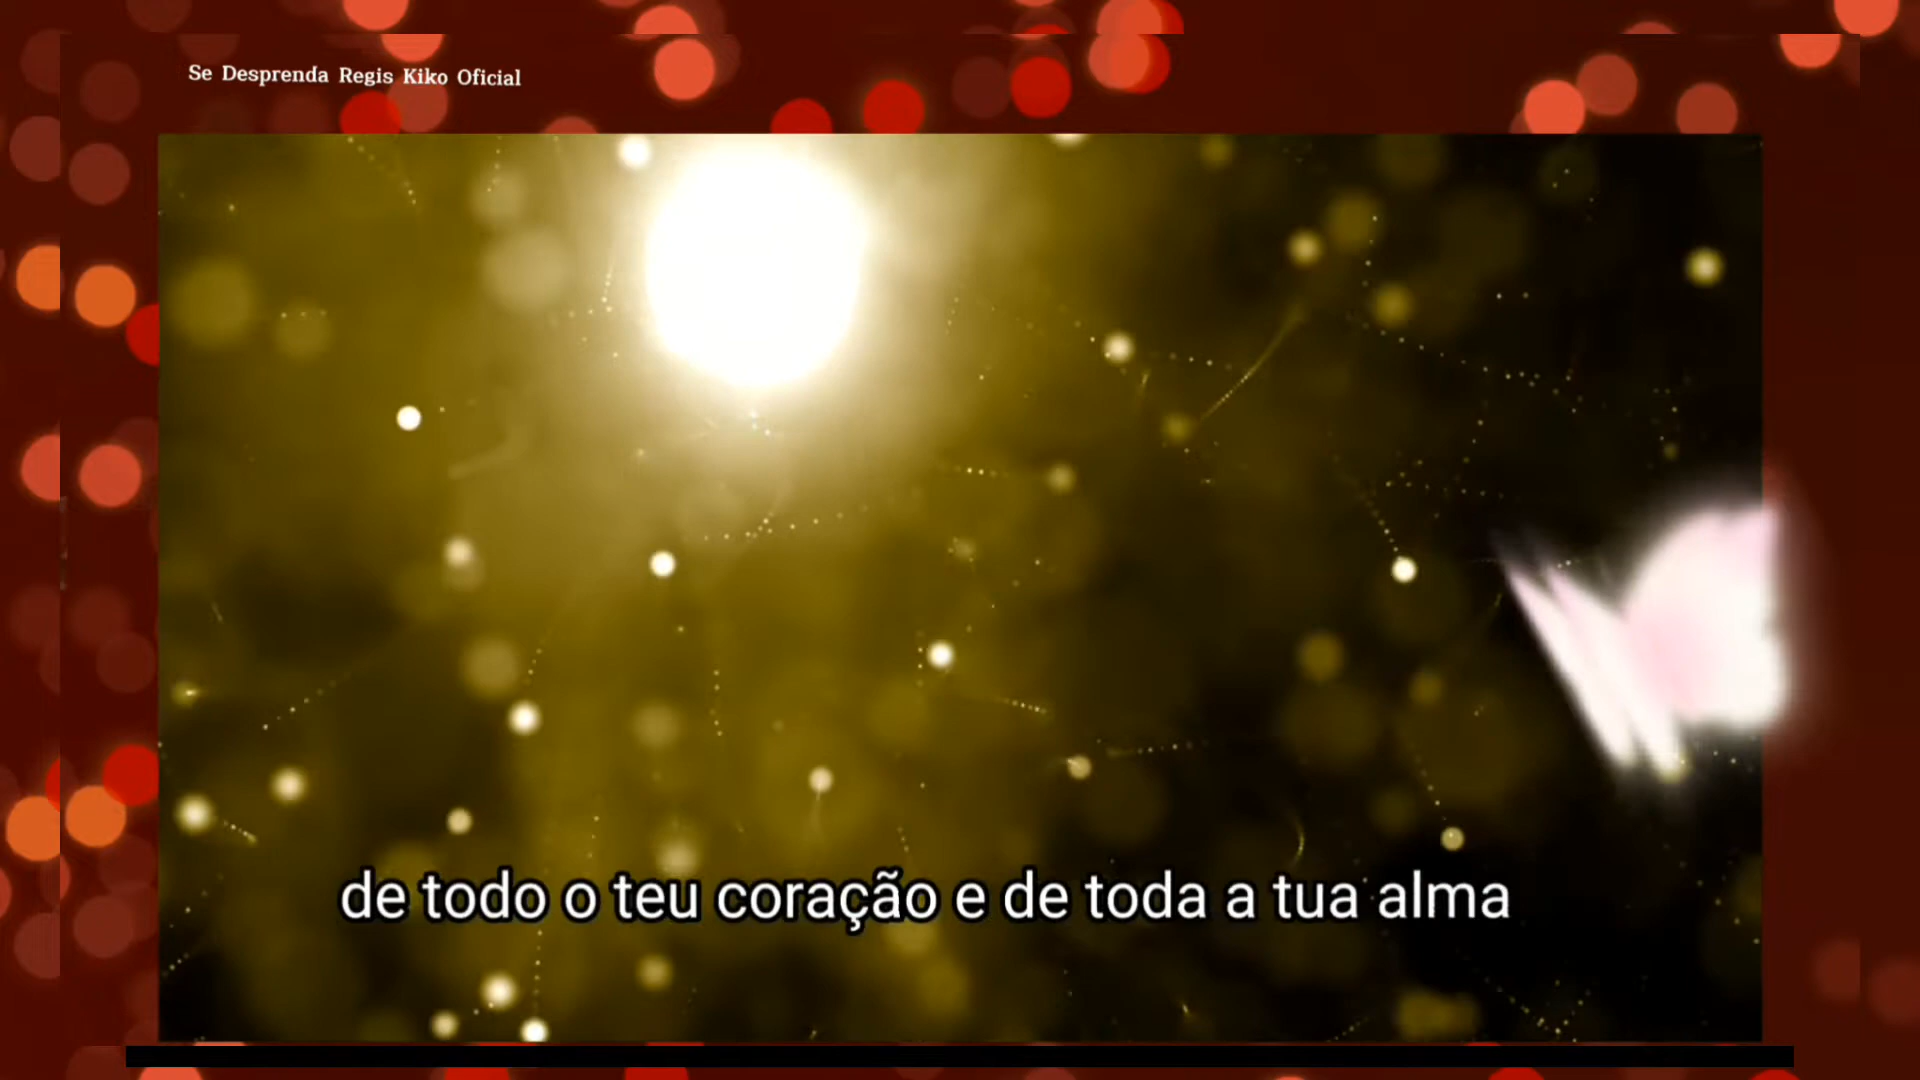 Se Desprenda Regis Kiko Oficial
de todo o teu coração e de toda a tua alma